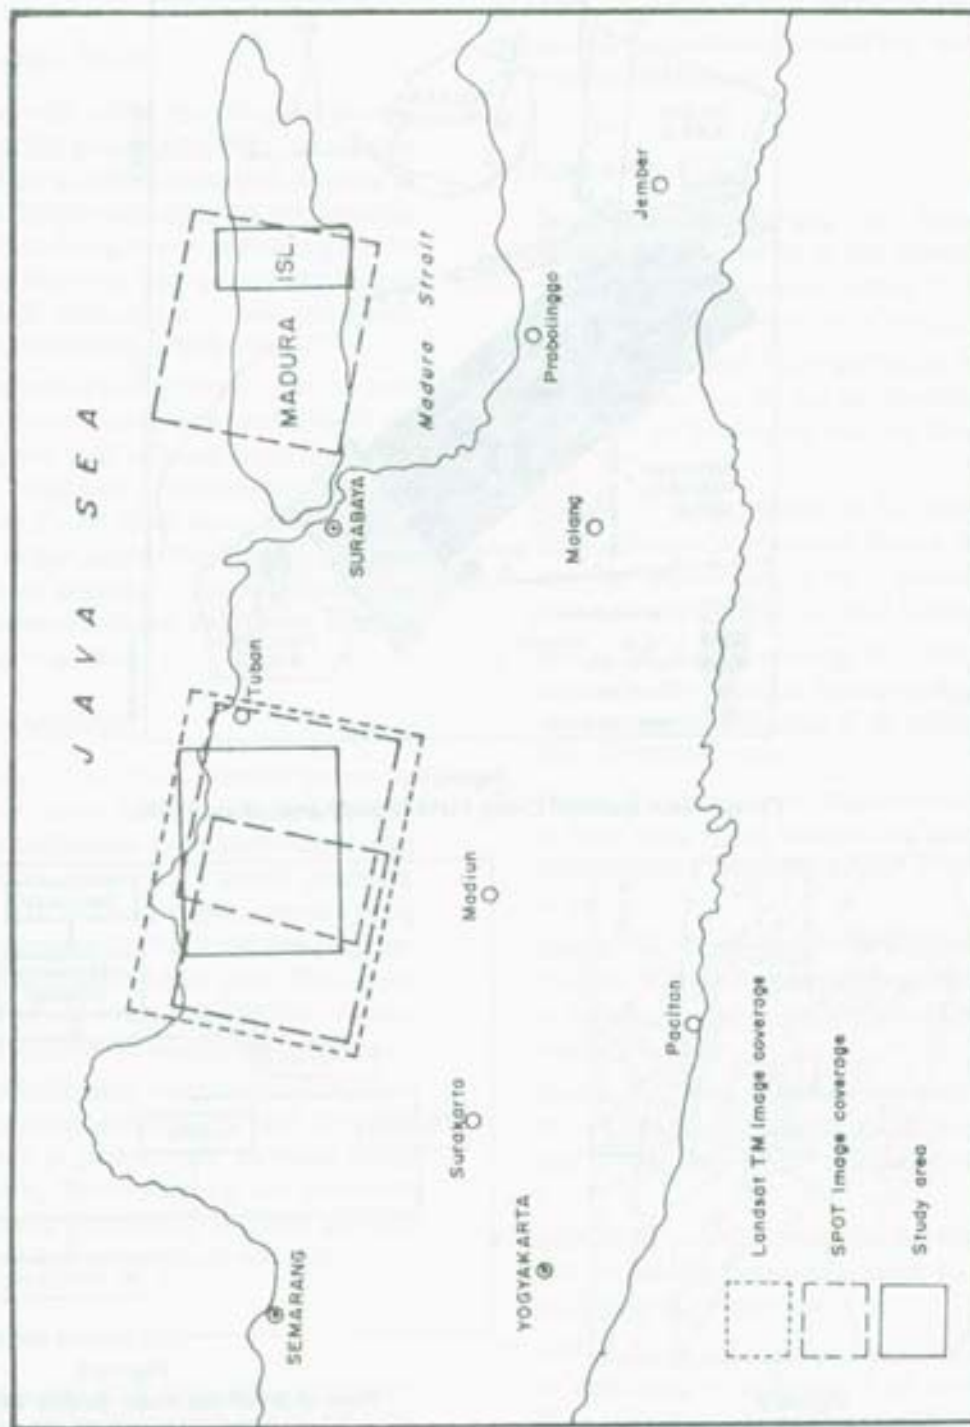 JAVA SEA
MADURA ISL.
Madura Strait
SURABAYA
Tuban
Probolinggo
Jember
Malang
Madiun
Surakarta
Pacitan
SEMARANG
YOGYAKARTA
Landsat TM Image coverage
SPOT Image coverage
Study area